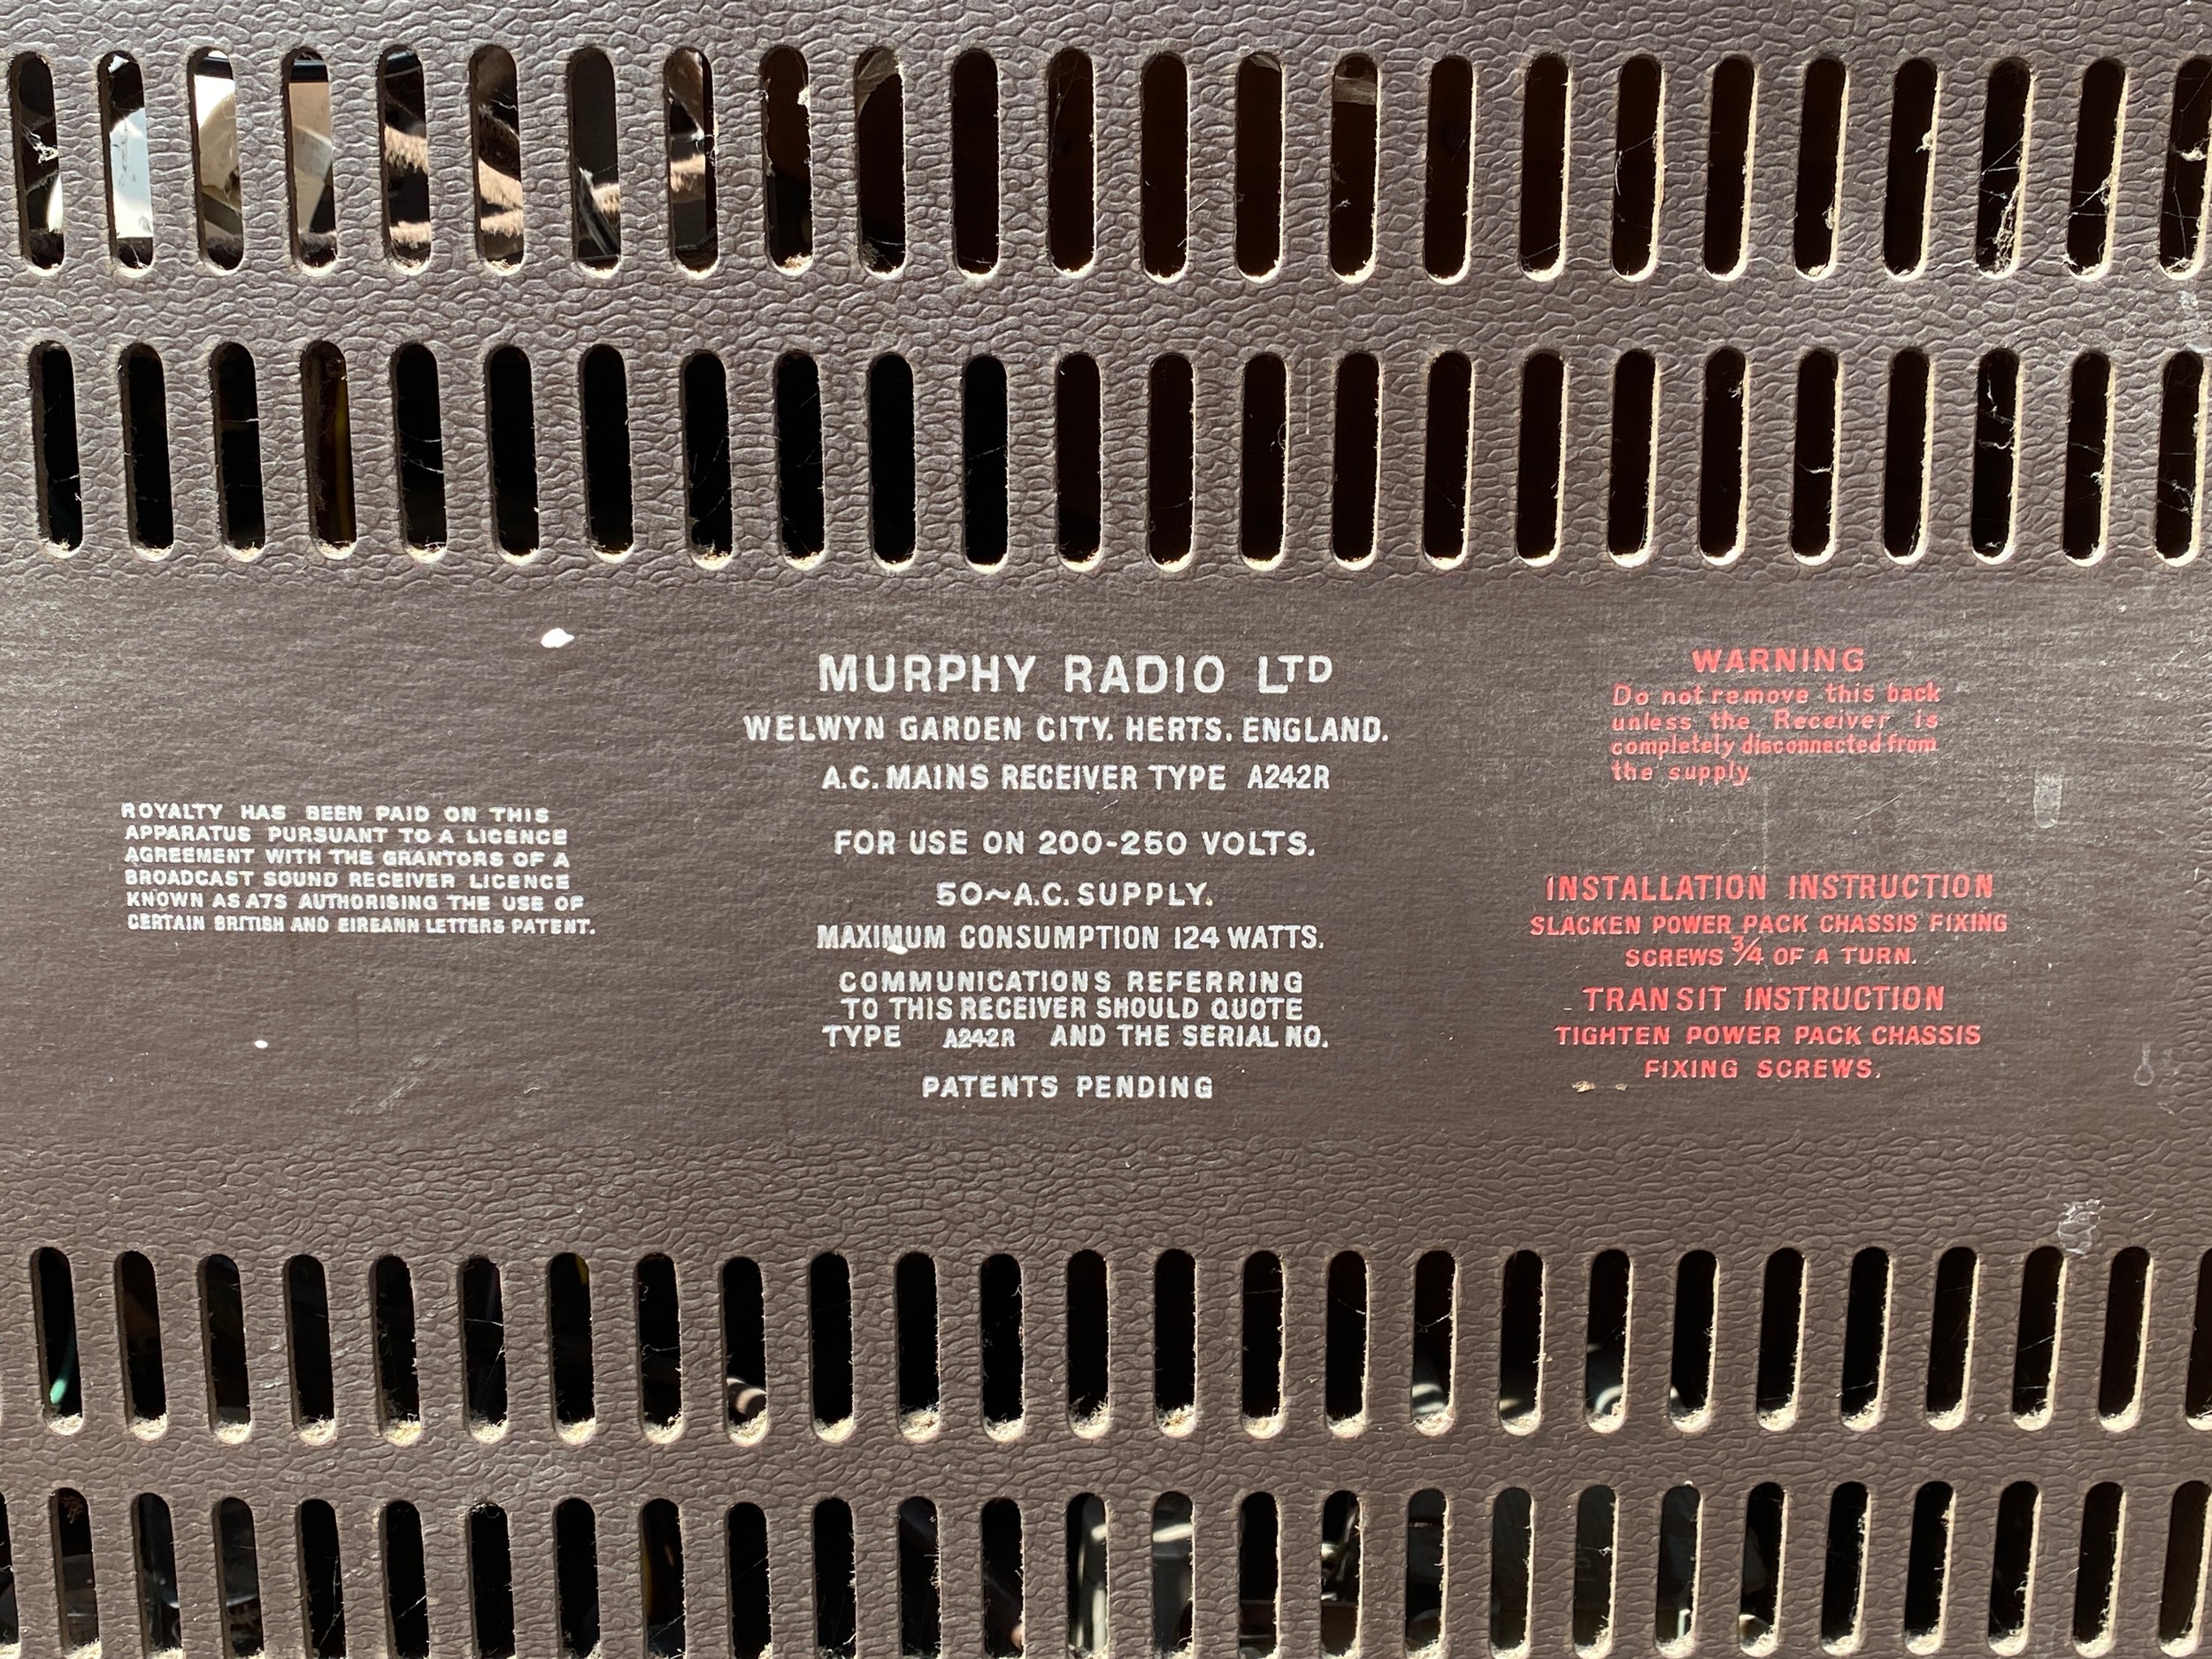 ROYALTY HAS BEEN PAID ON THIS
APPARATUS PURSUANT TO A LICENCE
AGREEMENT WITH THE GRANTORS OF A
BROADCAST SOUND RECEIVER LICENCE
KNOWN AS A7S AUTHORISING THE USE OF
CERTAIN BRITISH AND EIREANN LETTERS PATENT.
MURPHY RADIO LTD
WELWYN GARDEN CITY. HERTS. ENGLAND.
A.C. MAINS RECEIVER TYPE A242R
FOR USE ON 200-250 VOLTS.
50~A.C. SUPPLY.
MAXIMUM CONSUMPTION 124 WATTS.
COMMUNICATIONS REFERRING
TO THIS RECEIVER SHOULD QUOTE
TYPE A242R AND THE SERIAL NO.
PATENTS PENDING
WARNING
Do not remove this back
unless the Receiver is
completely disconnected from
the supply.
INSTALLATION INSTRUCTION
SLACKEN POWER PACK CHASSIS FIXING
SCREWS 3/4 OF A TURN.
TRANSIT INSTRUCTION
TIGHTEN POWER PACK CHASSIS
FIXING SCREWS.